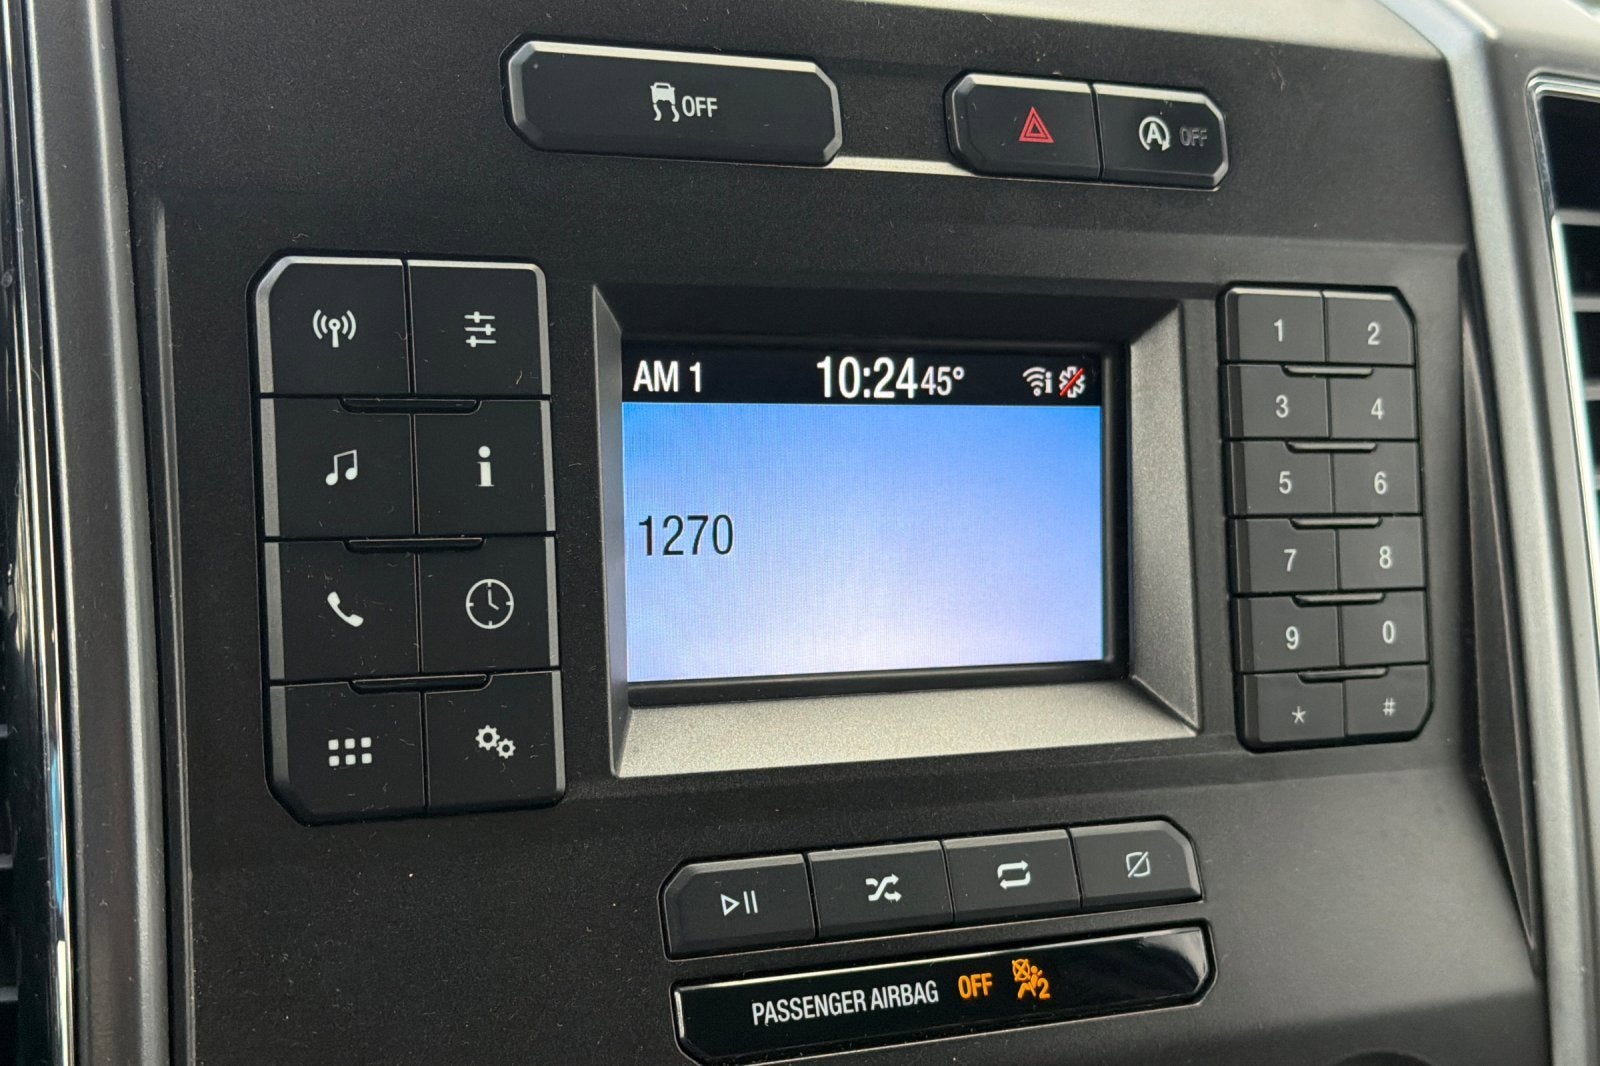 OFF
A OFF
AM 1 10:24 45° i
1270
i
1 2
3 4
5 6
7 8
9 0
* #
PASSENGER AIRBAG OFF 2